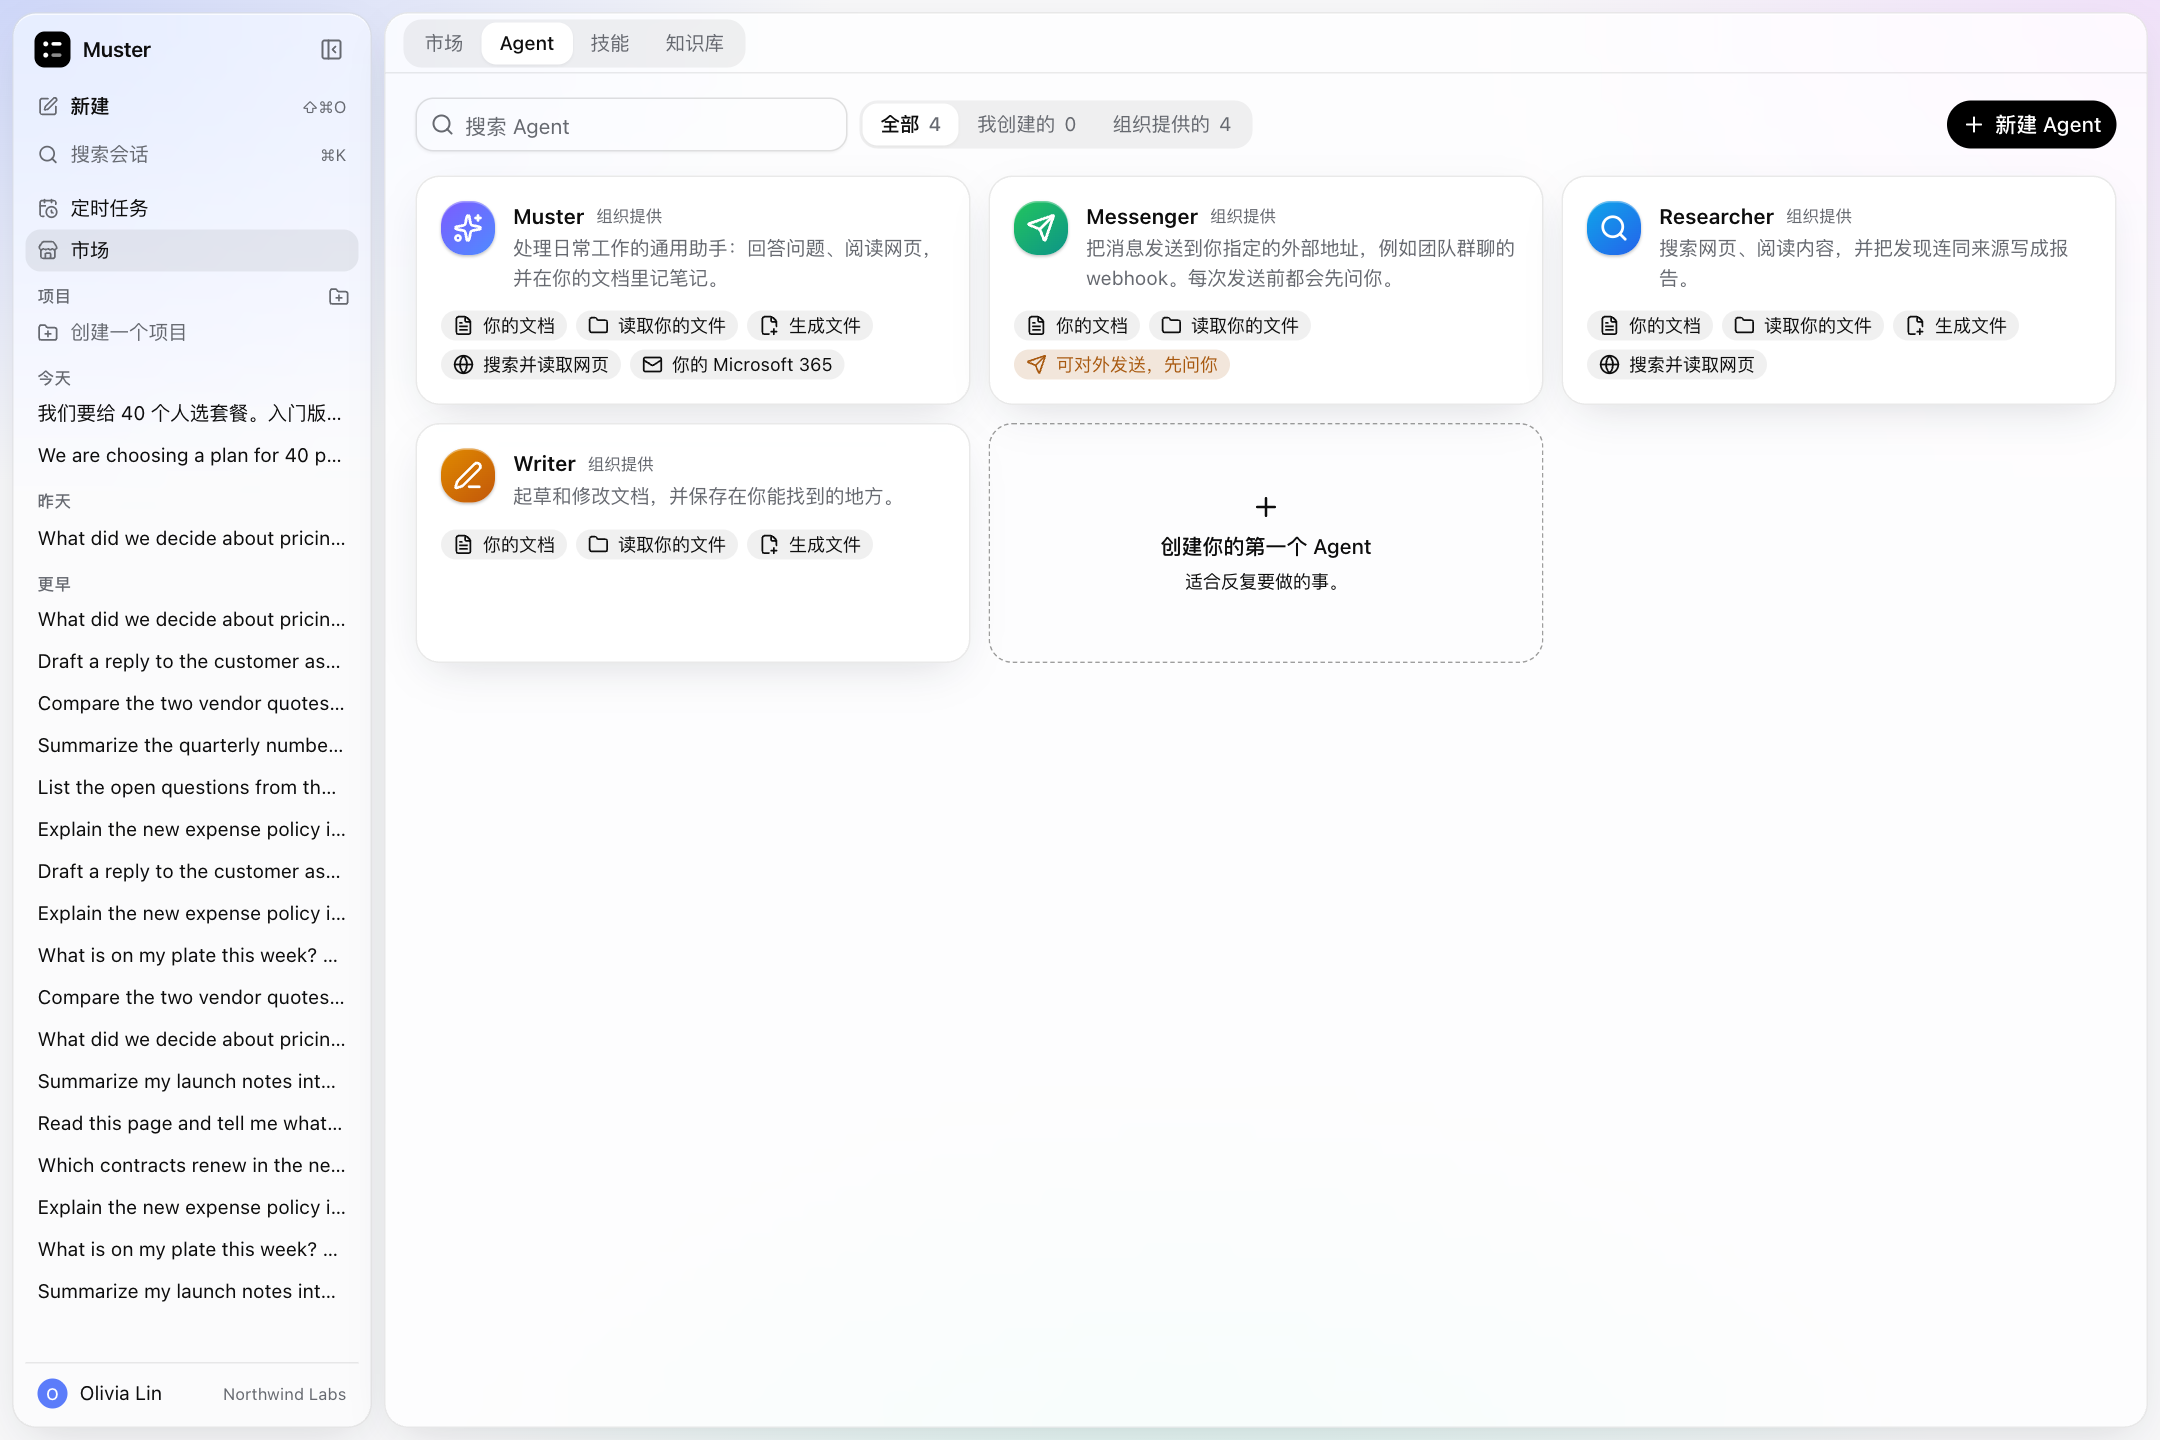 Muster
新建 ⇧⌘O
搜索会话 ⌘K
定时任务
市场
项目
创建一个项目
今天
我们要给 40 个人选套餐。入门版...
We are choosing a plan for 40 p...
昨天
What did we decide about pricin...
更早
What did we decide about pricin...
Draft a reply to the customer as...
Compare the two vendor quotes...
Summarize the quarterly numbe...
List the open questions from th...
Explain the new expense policy i...
Draft a reply to the customer as...
Explain the new expense policy i...
What is on my plate this week? ...
Compare the two vendor quotes...
What did we decide about pricin...
Summarize my launch notes int...
Read this page and tell me what...
Which contracts renew in the ne...
Explain the new expense policy i...
What is on my plate this week? ...
Summarize my launch notes int...
O Olivia Lin Northwind Labs
市场 Agent 技能 知识库
搜索 Agent 全部 4 我创建的 0 组织提供的 4 新建 Agent
Muster 组织提供
处理日常工作的通用助手：回答问题、阅读网页，
并在你的文档里记笔记。
你的文档 读取你的文件 生成文件
搜索并读取网页 你的 Microsoft 365
Messenger 组织提供
把消息发送到你指定的外部地址，例如团队群聊的
webhook。每次发送前都会先问你。
你的文档 读取你的文件
可对外发送，先问你
Researcher 组织提供
搜索网页、阅读内容，并把发现连同来源写成报
告。
你的文档 读取你的文件 生成文件
搜索并读取网页
Writer 组织提供
起草和修改文档，并保存在你能找到的地方。
你的文档 读取你的文件 生成文件
创建你的第一个 Agent
适合反复要做的事。